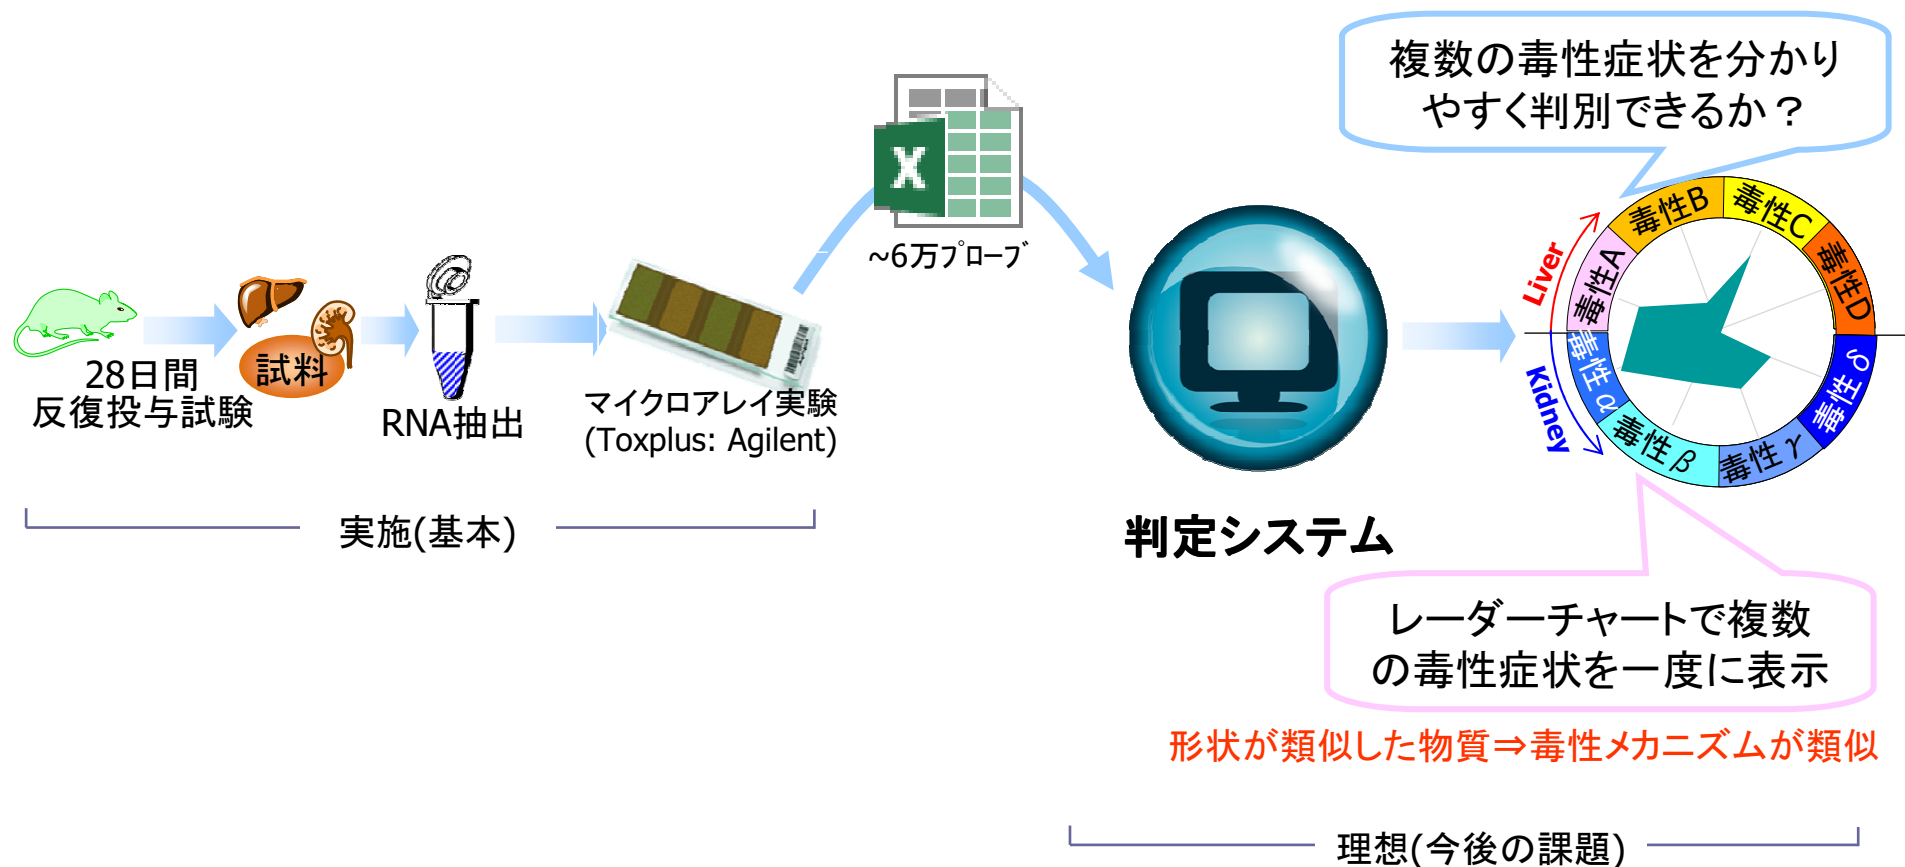 複数の毒性症状を分かり
やすく判別できるか？
X
~6万プローブ
28日間
反復投与試験
試料
RNA抽出
マイクロアレイ実験
(Toxplus: Agilent)
実施(基本)
判定システム
Liver
Kidney
毒性A
毒性B
毒性C
毒性D
毒性α
毒性β
毒性γ
毒性δ
レーダーチャートで複数
の毒性症状を一度に表示
形状が類似した物質⇒毒性メカニズムが類似
理想(今後の課題)